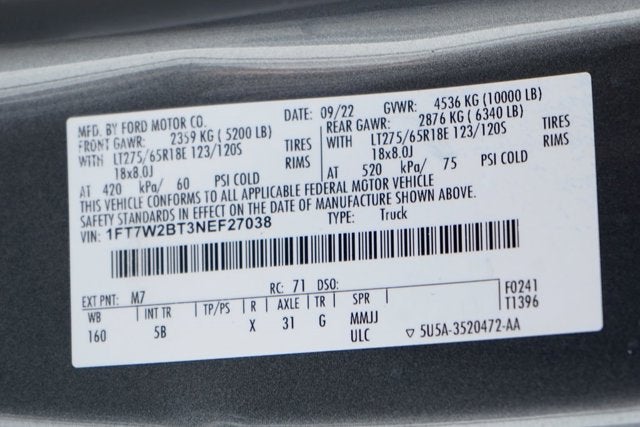 MFD. BY FORD MOTOR CO. DATE: 09/22 GVWR: 4536 KG (10000 LB)
FRONT GAWR: 2359 KG ( 5200 LB) REAR GAWR: 2876 KG ( 6340 LB)
WITH LT275/65R18E 123/120S TIRES WITH LT275/65R18E 123/120S TIRES
18x8.0J RIMS 18x8.0J RIMS
AT 420 kPa/ 60 PSI COLD AT 520 kPa/ 75 PSI COLD
THIS VEHICLE CONFORMS TO ALL APPLICABLE FEDERAL MOTOR VEHICLE
SAFETY STANDARDS IN EFFECT ON THE DATE OF MANUFACTURE SHOWN ABOVE.
VIN: 1FT7W2BT3NEF27038 TYPE: Truck
EXT PNT: M7 RC: 71 DSO: F0241
WB INT TR TP/PS R AXLE TR SPR T1396
160 5B X 31 G MMJJ
ULC ▽ 5U5A-3520472-AA